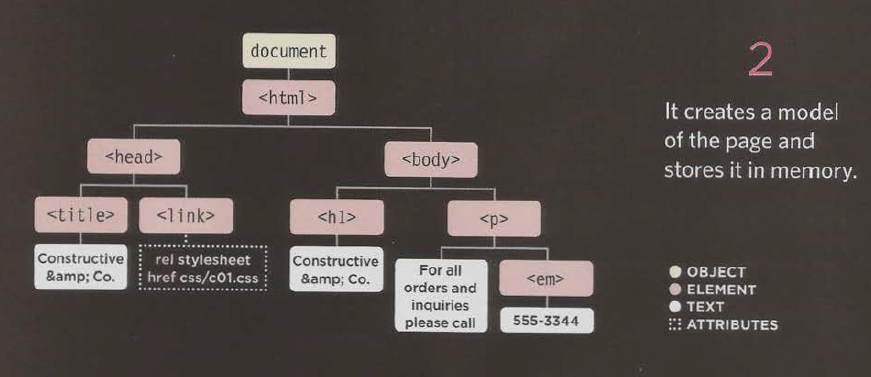 document
<html>
<head>
<body>
<title>
<link>
<h1>
<p>
Constructive
&amp; Co.
rel stylesheet
href css/c01.css
Constructive
&amp; Co.
For all
orders and
inquiries
please call
<em>
555-3344
2
It creates a model
of the page and
stores it in memory.
OBJECT
ELEMENT
TEXT
ATTRIBUTES